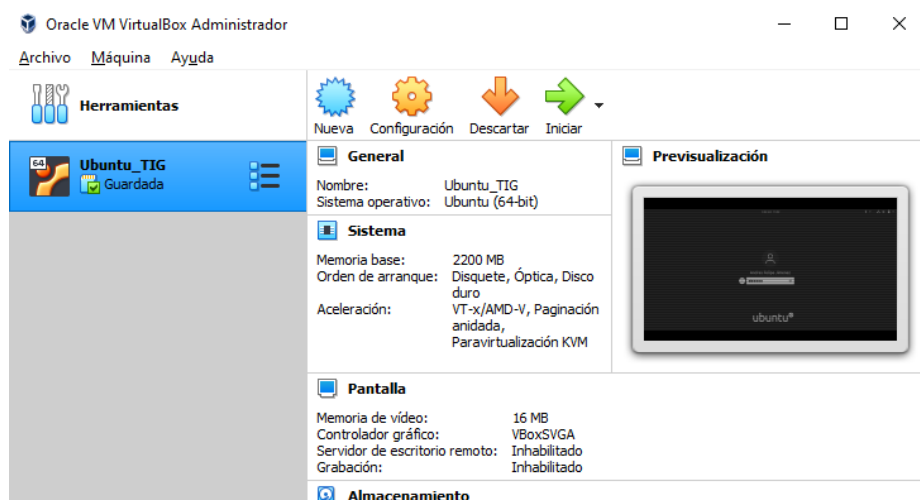 Oracle VM VirtualBox Administrador
Archivo Máquina Ayuda
Herramientas
Nueva Configuración Descartar Iniciar
64
Ubuntu_TIG
Guardada
General
Nombre: Ubuntu_TIG
Sistema operativo: Ubuntu (64-bit)
Previsualización
ubuntu
Sistema
Memoria base: 2200 MB
Orden de arranque: Disquete, Óptica, Disco
duro
Aceleración: VT-x/AMD-V, Paginación
anidada,
Paravirtualización KVM
Pantalla
Memoria de vídeo: 16 MB
Controlador gráfico: VBoxSVGA
Servidor de escritorio remoto: Inhabilitado
Grabación: Inhabilitado
Almacenamiento